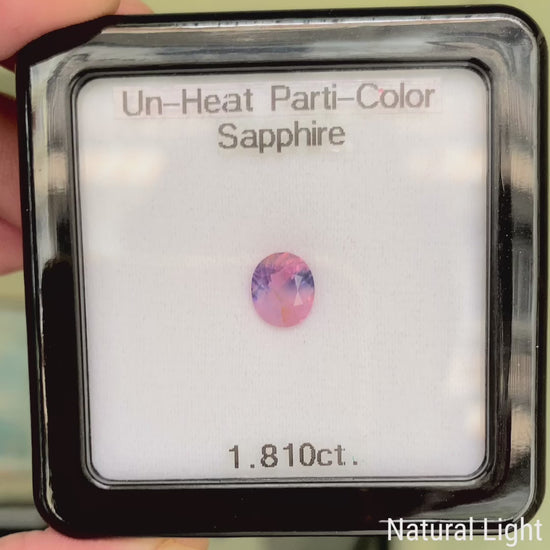 Un-Heat Parti-Color
Sapphire
1.810ct.
Natural Light